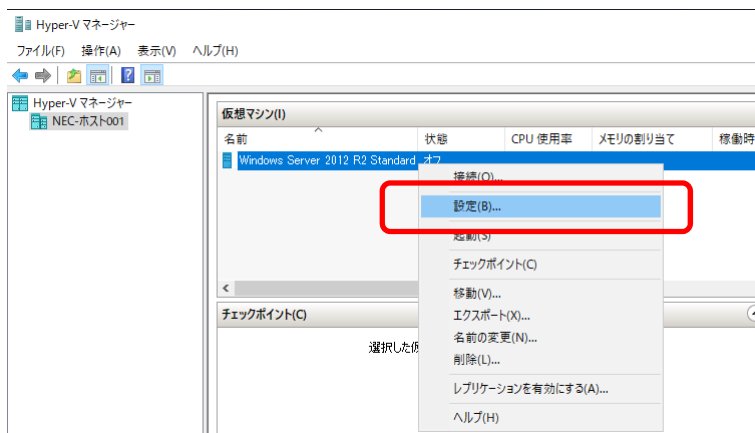 Hyper-V マネージャー
ファイル(F) 操作(A) 表示(V) ヘルプ(H)
Hyper-V マネージャー
NEC-ホスト001
仮想マシン(I)
名前 状態 CPU 使用率 メモリの割り当て 稼働時
Windows Server 2012 R2 Standard オフ
接続(O)...
設定(B)...
起動(S)
チェックポイント(C)
移動(V)...
エクスポート(X)...
名前の変更(N)...
削除(L)...
レプリケーションを有効にする(A)...
ヘルプ(H)
チェックポイント(C)
選択した仮